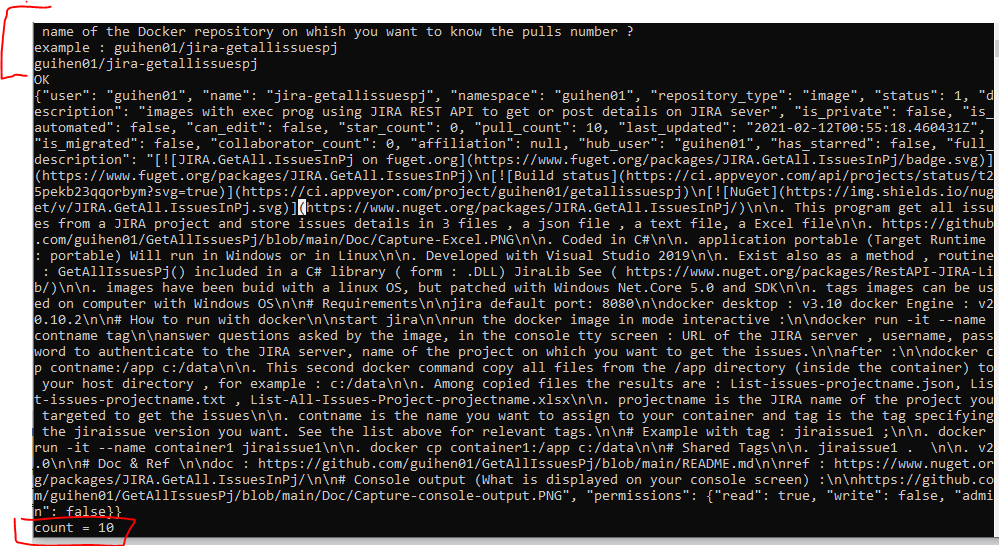 name of the Docker repository on whish you want to know the pulls number ?
example : guihen01/jira-getallissuespj
guihen01/jira-getallissuespj
OK
{"user": "guihen01", "name": "jira-getallissuespj", "namespace": "guihen01", "repository_type": "image", "status": 1, "d
escription": "images with exec prog using JIRA REST API to get or post details on JIRA sever", "is_private": false, "is_
automated": false, "can_edit": false, "star_count": 0, "pull_count": 10, "last_updated": "2021-02-12T00:55:18.460431Z",
"is_migrated": false, "collaborator_count": 0, "affiliation": null, "hub_user": "guihen01", "has_starred": false, "full_
description": "[![JIRA.GetAll.IssuesInPj on fuget.org](https://www.fuget.org/packages/JIRA.GetAll.IssuesInPj/badge.svg)]
(https://www.fuget.org/packages/JIRA.GetAll.IssuesInPj)\n[![Build status](https://ci.appveyor.com/api/projects/status/t2
5pekb23qqorbym?svg=true)](https://ci.appveyor.com/project/guihen01/getallissuespj)\n[![NuGet](https://img.shields.io/nug
et/v/JIRA.GetAll.IssuesInPj.svg)](https://www.nuget.org/packages/JIRA.GetAll.IssuesInPj/)\n\n. This program get all issu
es from a JIRA project and store issues details in 3 files , a json file , a text file, a Excel file\n\n. https://github
.com/guihen01/GetAllIssuesPj/blob/main/Doc/Capture-Excel.PNG\n\n. Coded in C#\n\n. application portable (Target Runtime
: portable) Will run in Windows or in Linux\n\n. Developed with Visual Studio 2019\n\n. Exist also as a method , routine
: GetAllIssuesPj() included in a C# library ( form : .DLL) JiraLib See ( https://www.nuget.org/packages/RestAPI-JIRA-Li
b/)\n\n. images have been buid with a linux OS, but patched with Windows Net.Core 5.0 and SDK\n\n. tags images can be us
ed on computer with Windows OS\n\n# Requirements\n\njira default port: 8080\n\ndocker desktop : v3.10 docker Engine : v2
0.10.2\n\n# How to run with docker\n\nstart jira\n\nrun the docker image in mode interactive :\n\ndocker run -it --name
contname tag\n\nanswer questions asked by the image, in the console tty screen : URL of the JIRA server , username, pass
word to authenticate to the JIRA server, name of the project on which you want to get the issues.\n\nafter :\n\ndocker c
p contname:/app c:/data\n\n. This second docker command copy all files from the /app directory (inside the container) to
your host directory , for example : c:/data\n\n. Among copied files the results are : List-issues-projectname.json, Lis
t-issues-projectname.txt , List-All-Issues-Project-projectname.xlsx\n\n. projectname is the JIRA name of the project you
targeted to get the issues\n\n. contname is the name you want to assign to your container and tag is the tag specifying
the jiraissue version you want. See the list above for relevant tags.\n\n# Example with tag : jiraissue1 ;\n\n. docker
run -it --name container1 jiraissue1\n\n. docker cp container1:/app c:/data\n\n# Shared Tags\n\n. jiraissue1 .  \n\n. v2
.0\n\n# Doc & Ref \n\ndoc : https://github.com/guihen01/GetAllIssuesPj/blob/main/README.md\n\nref : https://www.nuget.or
g/packages/JIRA.GetAll.IssuesInPj/\n\n# Console output (What is displayed on your console screen) :\n\nhttps://github.co
m/guihen01/GetAllIssuesPj/blob/main/Doc/Capture-console-output.PNG", "permissions": {"read": true, "write": false, "admi
n": false}}
count = 10